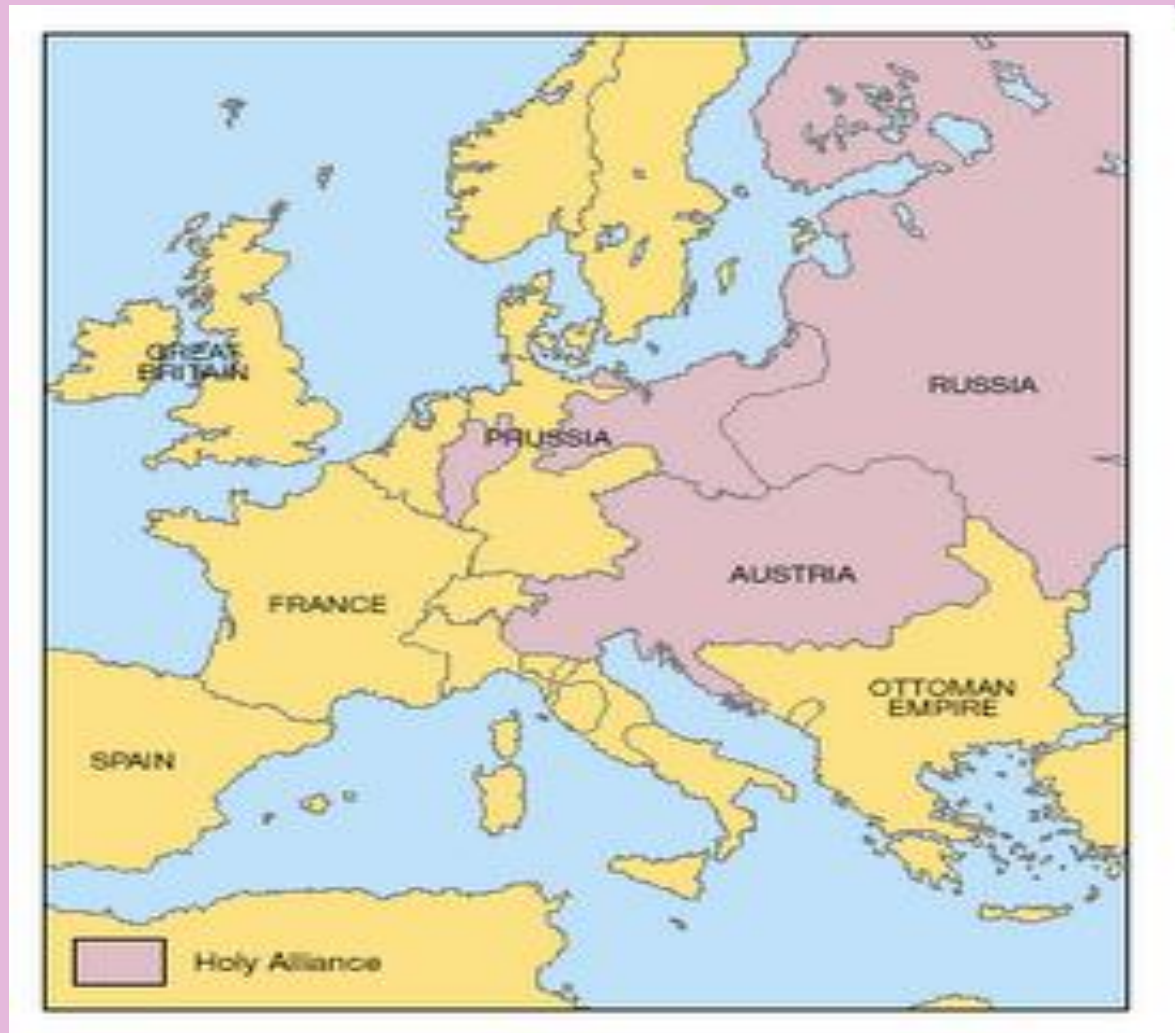 GREAT
BRITAIN
PRUSSIA
RUSSIA
AUSTRIA
FRANCE
OTTOMAN
EMPIRE
SPAIN
Holy Alliance